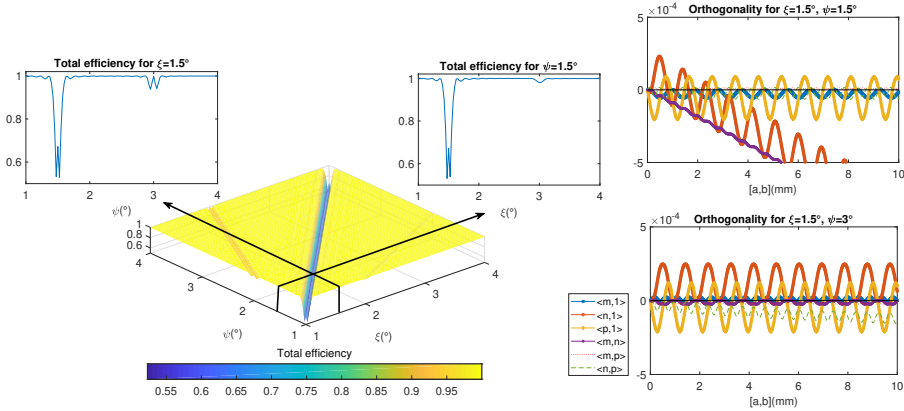 Total efficiency for ξ=1.5°
1
0.8
0.6
1
2
3
4
Total efficiency for ψ=1.5°
1
0.8
0.6
1
2
3
4
ψ(°)
ξ(°)
1
0.8
0.6
4
3
2
1
ψ(°)
1
2
3
4
ξ(°)
Total efficiency
0.55 0.6 0.65 0.7 0.75 0.8 0.85 0.9 0.95
Orthogonality for ξ=1.5°, ψ=1.5°
×10⁻⁴
5
0
-5
0 2 4 6 8 10
[a,b](mm)
Orthogonality for ξ=1.5°, ψ=3°
×10⁻⁴
5
0
-5
0 2 4 6 8 10
[a,b](mm)
<m,1>
<n,1>
<p,1>
<m,n>
<m,p>
<n,p>